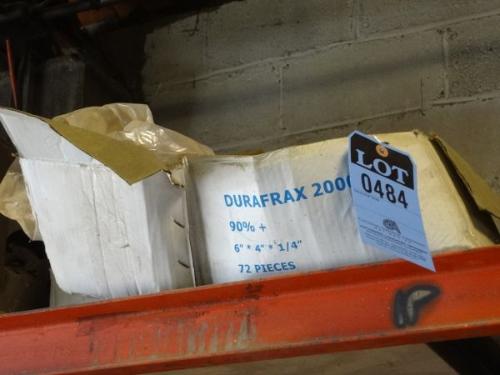 DURAFRAX 2000
90% +
6" * 4" * 1/4"
72 PIECES
LOT
0484